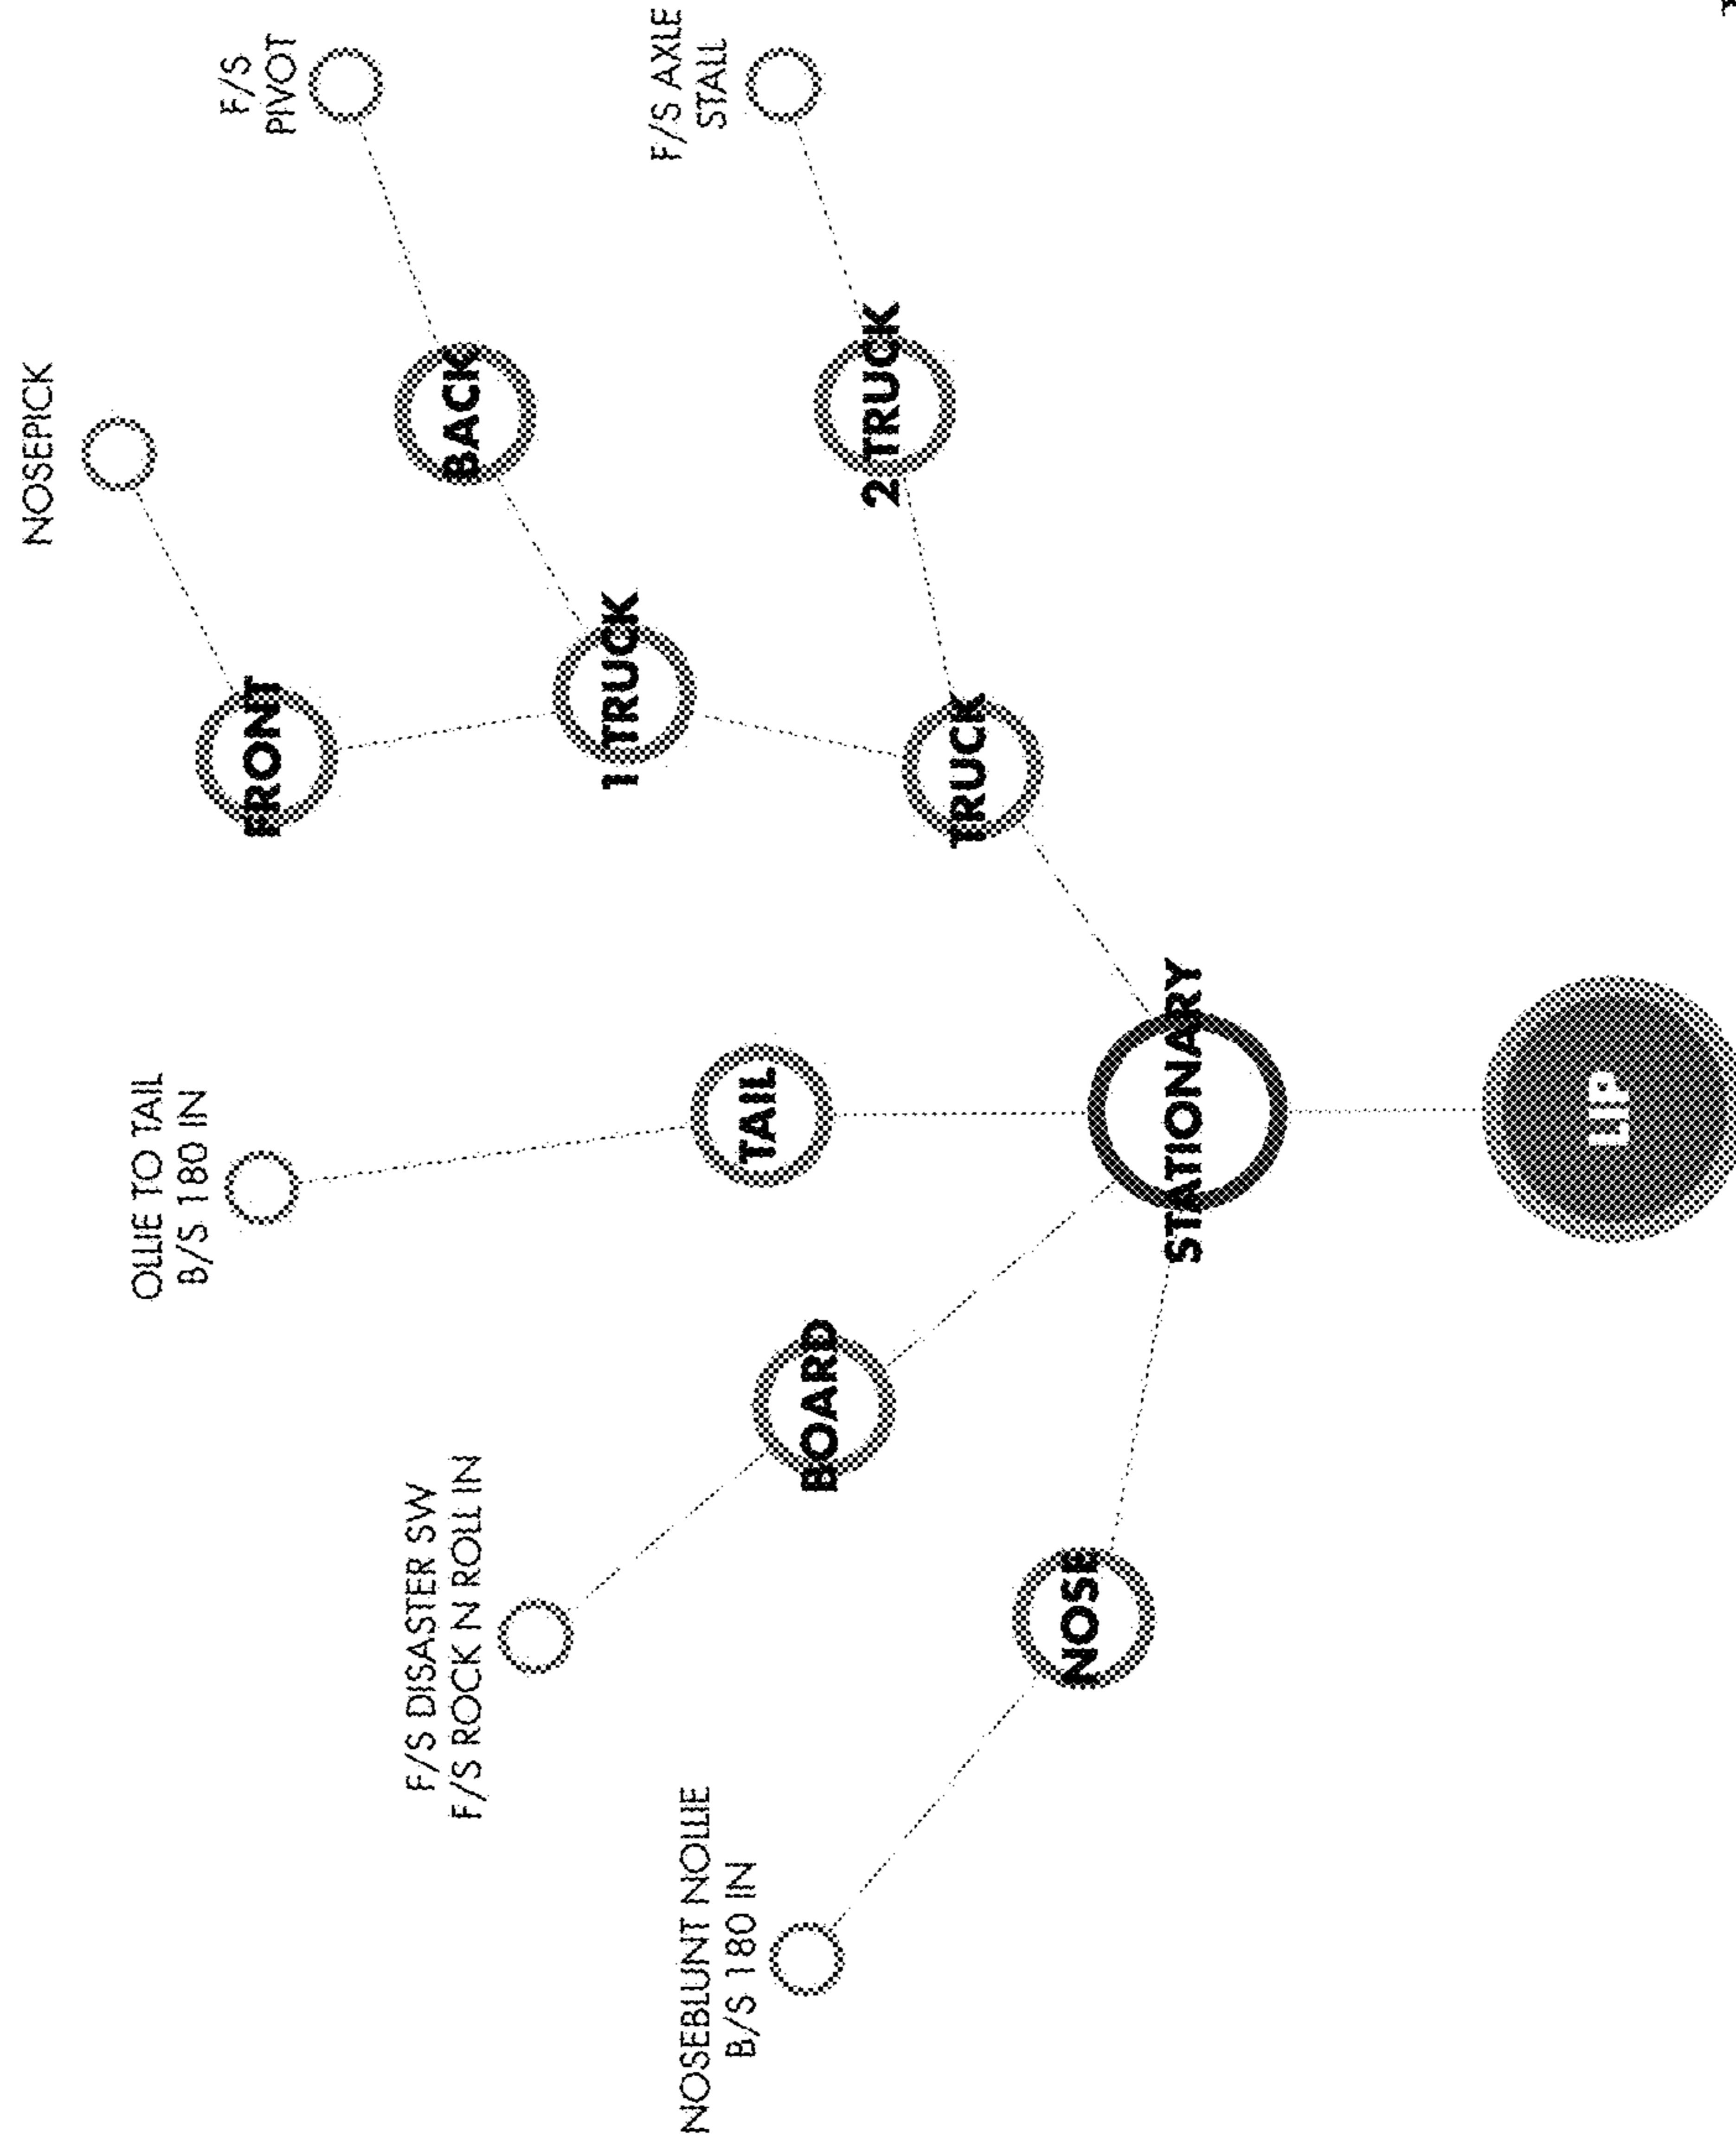 LIP
STATIONARY
NOSE
NOSEBLUNT NOLLIE
B/S 180 IN
BOARD
F/S DISASTER SW
F/S ROCK N ROLL IN
TAIL
OLLIE TO TAIL
B/S 180 IN
TRUCK
1 TRUCK
FRONT
NOSEPICK
BACK
F/S
PIVOT
2 TRUCK
F/S AXLE
STALL